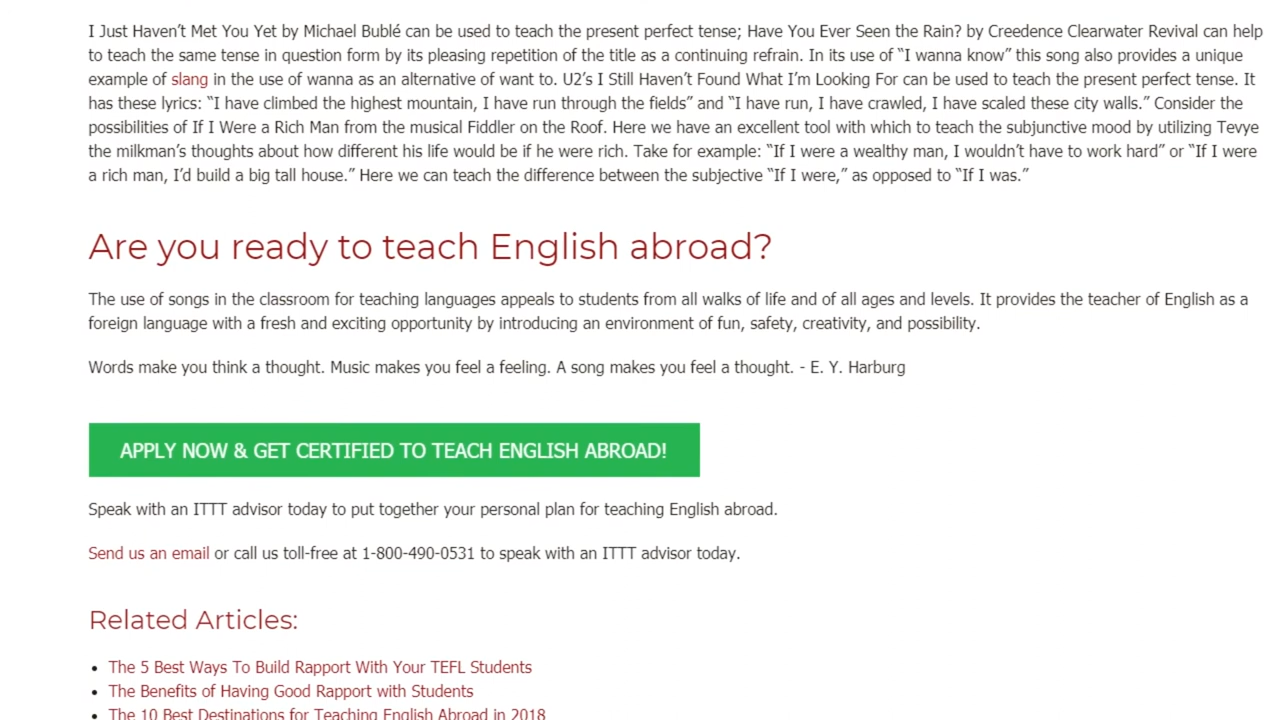 I Just Haven’t Met You Yet by Michael Bublé can be used to teach the present perfect tense; Have You Ever Seen the Rain? by Creedence Clearwater Revival can help
to teach the same tense in question form by its pleasing repetition of the title as a continuing refrain. In its use of “I wanna know” this song also provides a unique
example of slang in the use of wanna as an alternative of want to. U2’s I Still Haven’t Found What I’m Looking For can be used to teach the present perfect tense. It
has these lyrics: “I have climbed the highest mountain, I have run through the fields” and “I have run, I have crawled, I have scaled these city walls.” Consider the
possibilities of If I Were a Rich Man from the musical Fiddler on the Roof. Here we have an excellent tool with which to teach the subjunctive mood by utilizing Tevye
the milkman’s thoughts about how different his life would be if he were rich. Take for example: “If I were a wealthy man, I wouldn’t have to work hard” or “If I were
a rich man, I’d build a big tall house.” Here we can teach the difference between the subjective “If I were,” as opposed to “If I was.”
Are you ready to teach English abroad?
The use of songs in the classroom for teaching languages appeals to students from all walks of life and of all ages and levels. It provides the teacher of English as a
foreign language with a fresh and exciting opportunity by introducing an environment of fun, safety, creativity, and possibility.
Words make you think a thought. Music makes you feel a feeling. A song makes you feel a thought. - E. Y. Harburg
APPLY NOW & GET CERTIFIED TO TEACH ENGLISH ABROAD!
Speak with an ITTT advisor today to put together your personal plan for teaching English abroad.
Send us an email or call us toll-free at 1-800-490-0531 to speak with an ITTT advisor today.
Related Articles:
• The 5 Best Ways To Build Rapport With Your TEFL Students
• The Benefits of Having Good Rapport with Students
• The 10 Best Destinations for Teaching English Abroad in 2018